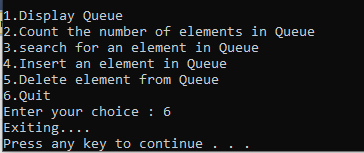 1.Display Queue
2.Count the number of elements in Queue
3.search for an element in Queue
4.Insert an element in Queue
5.Delete element from Queue
6.Quit
Enter your choice : 6
Exiting....
Press any key to continue . . .